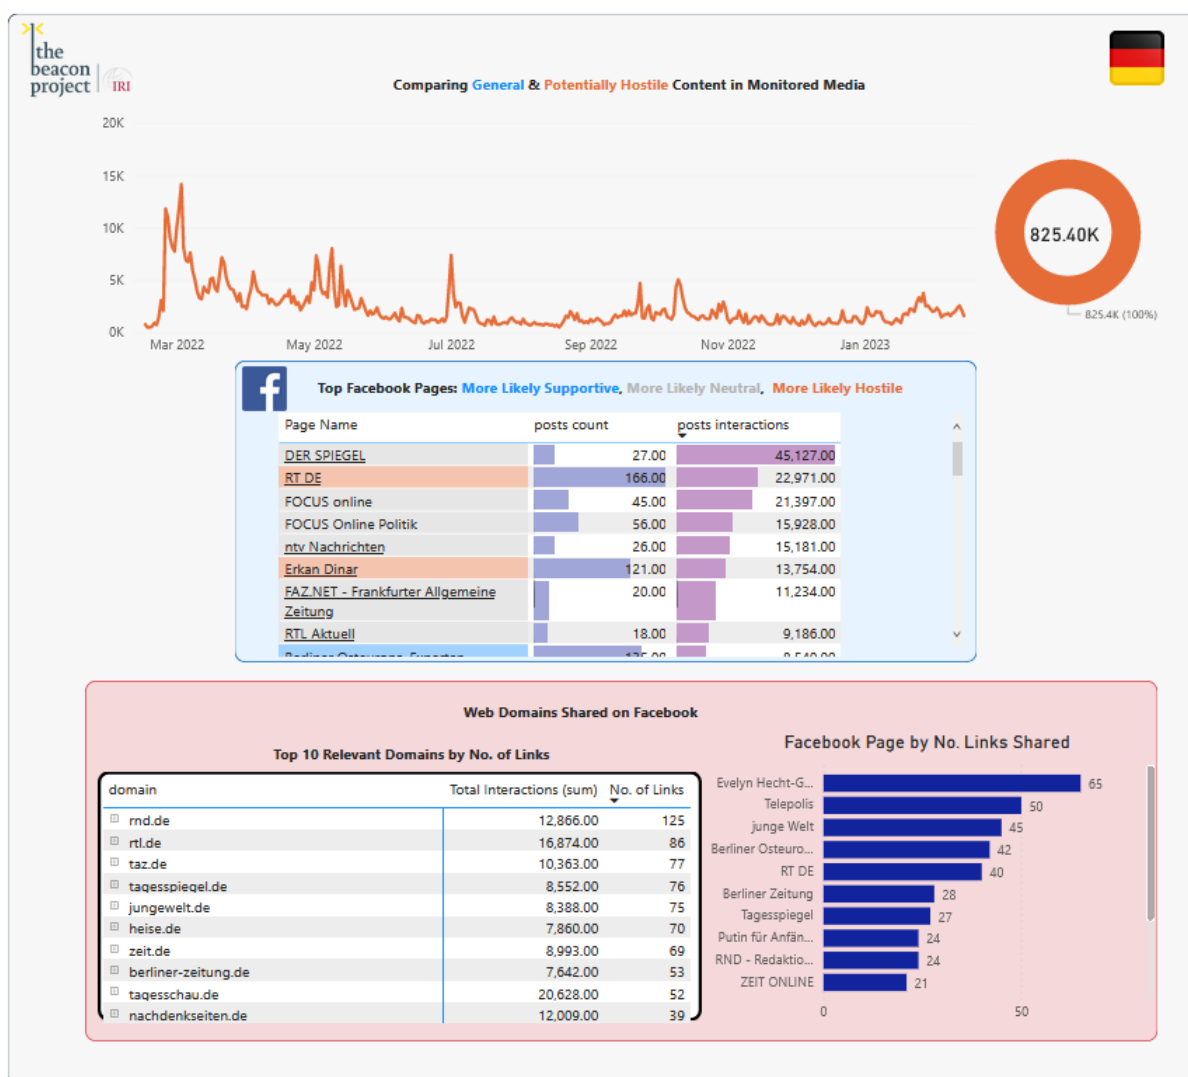 the
beacon
project
IRI
Comparing General & Potentially Hostile Content in Monitored Media
20K
15K
10K
5K
0K
Mar 2022 May 2022 Jul 2022 Sep 2022 Nov 2022 Jan 2023
825.40K
825.4K (100%)
Top Facebook Pages: More Likely Supportive, More Likely Neutral, More Likely Hostile
Page Name posts count posts interactions
DER SPIEGEL 27.00 45,127.00
RT DE 166.00 22,971.00
FOCUS online 45.00 21,397.00
FOCUS Online Politik 56.00 15,928.00
ntv Nachrichten 26.00 15,181.00
Erkan Dinar 121.00 13,754.00
FAZ.NET - Frankfurter Allgemeine 20.00 11,234.00
Zeitung
RTL Aktuell 18.00 9,186.00
Web Domains Shared on Facebook
Top 10 Relevant Domains by No. of Links
domain Total Interactions (sum) No. of Links
rnd.de 12,866.00 125
rtl.de 16,874.00 86
taz.de 10,363.00 77
tagesspiegel.de 8,552.00 76
jungewelt.de 8,388.00 75
heise.de 7,860.00 70
zeit.de 8,993.00 69
berliner-zeitung.de 7,642.00 53
tagesschau.de 20,628.00 52
nachdenkseiten.de 12,009.00 39
Facebook Page by No. Links Shared
Evelyn Hecht-G... 65
Telepolis 50
junge Welt 45
Berliner Osteuro... 42
RT DE 40
Berliner Zeitung 28
Tagesspiegel 27
Putin für Anfän... 24
RND - Redaktio... 24
ZEIT ONLINE 21
0 50